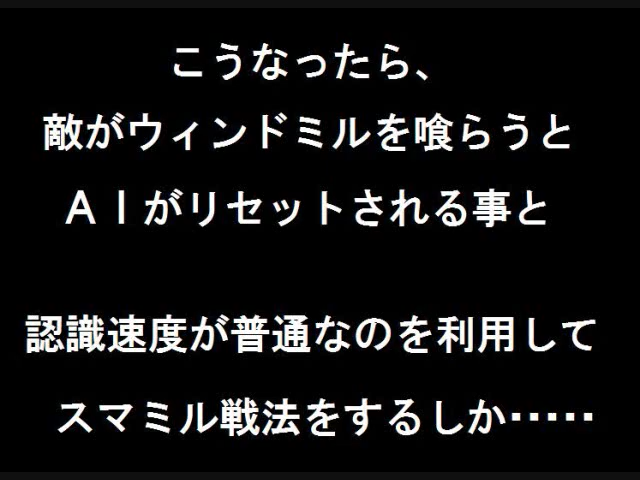 こうなったら、
敵がウィンドミルを喰らうと
ＡＩがリセットされる事と
認識速度が普通なのを利用して
スマミル戦法をするしか・・・・・